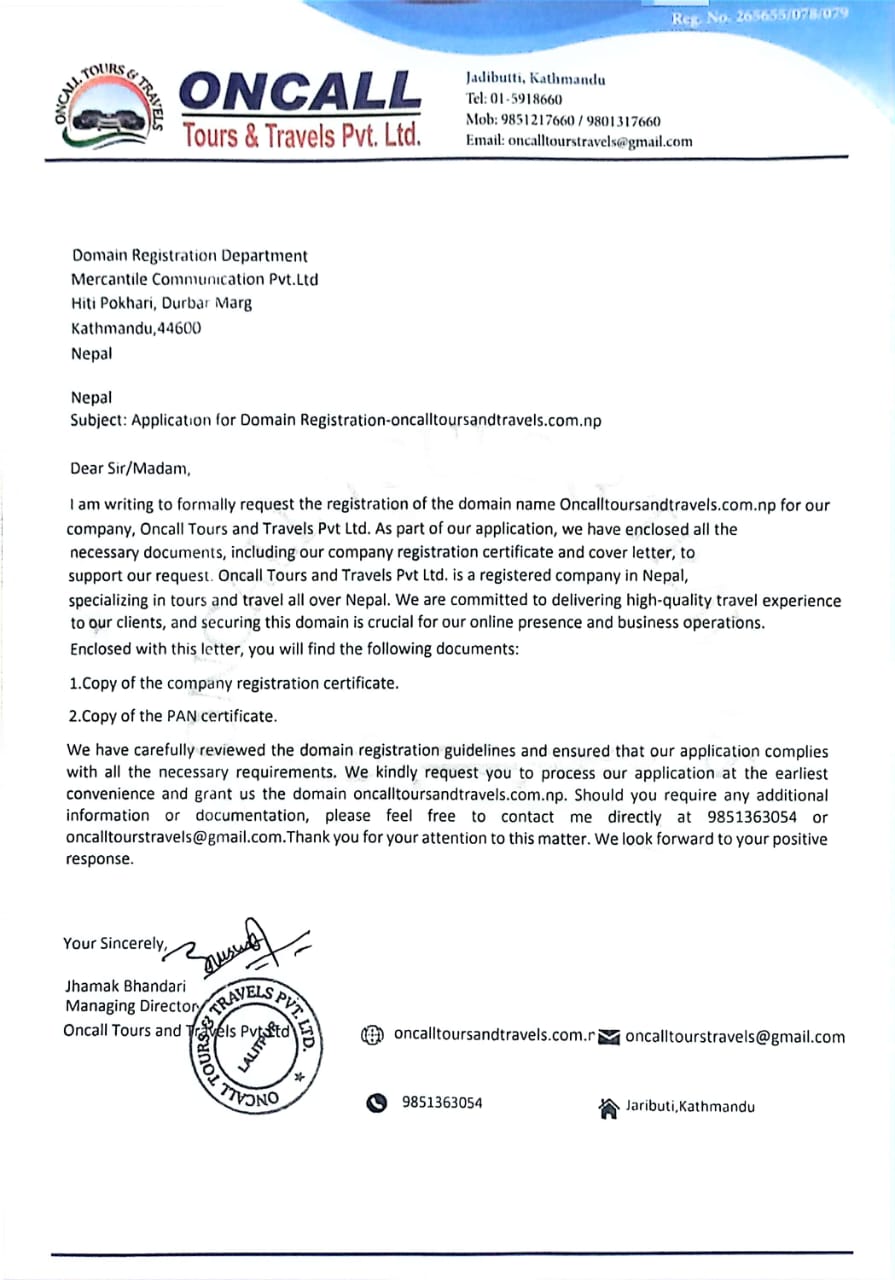 Reg. No. 265655/078/079
ONCALL TOURS & TRAVELS
ONCALL
Tours & Travels Pvt. Ltd.
Jadibutti, Kathmandu
Tel: 01-5918660
Mob: 9851217660 / 9801317660
Email: oncalltourstravels@gmail.com
Domain Registration Department
Mercantile Communication Pvt.Ltd
Hiti Pokhari, Durbar Marg
Kathmandu,44600
Nepal
Nepal
Subject: Application for Domain Registration-oncalltoursandtravels.com.np
Dear Sir/Madam,
I am writing to formally request the registration of the domain name Oncalltoursandtravels.com.np for our
company, Oncall Tours and Travels Pvt Ltd. As part of our application, we have enclosed all the
necessary documents, including our company registration certificate and cover letter, to
support our request. Oncall Tours and Travels Pvt Ltd. is a registered company in Nepal,
specializing in tours and travel all over Nepal. We are committed to delivering high-quality travel experience
to our clients, and securing this domain is crucial for our online presence and business operations.
Enclosed with this letter, you will find the following documents:
1.Copy of the company registration certificate.
2.Copy of the PAN certificate.
We have carefully reviewed the domain registration guidelines and ensured that our application complies
with all the necessary requirements. We kindly request you to process our application at the earliest
convenience and grant us the domain oncalltoursandtravels.com.np. Should you require any additional
information or documentation, please feel free to contact me directly at 9851363054 or
oncalltourstravels@gmail.com.Thank you for your attention to this matter. We look forward to your positive
response.
Your Sincerely,
Jhamak Bhandari
Managing Director
Oncall Tours and Travels Pvt Ltd
ONCALL TOURS & TRAVELS PVT. LTD.
LALITPUR
oncalltoursandtravels.com.r
oncalltourstravels@gmail.com
9851363054
Jaributi,Kathmandu